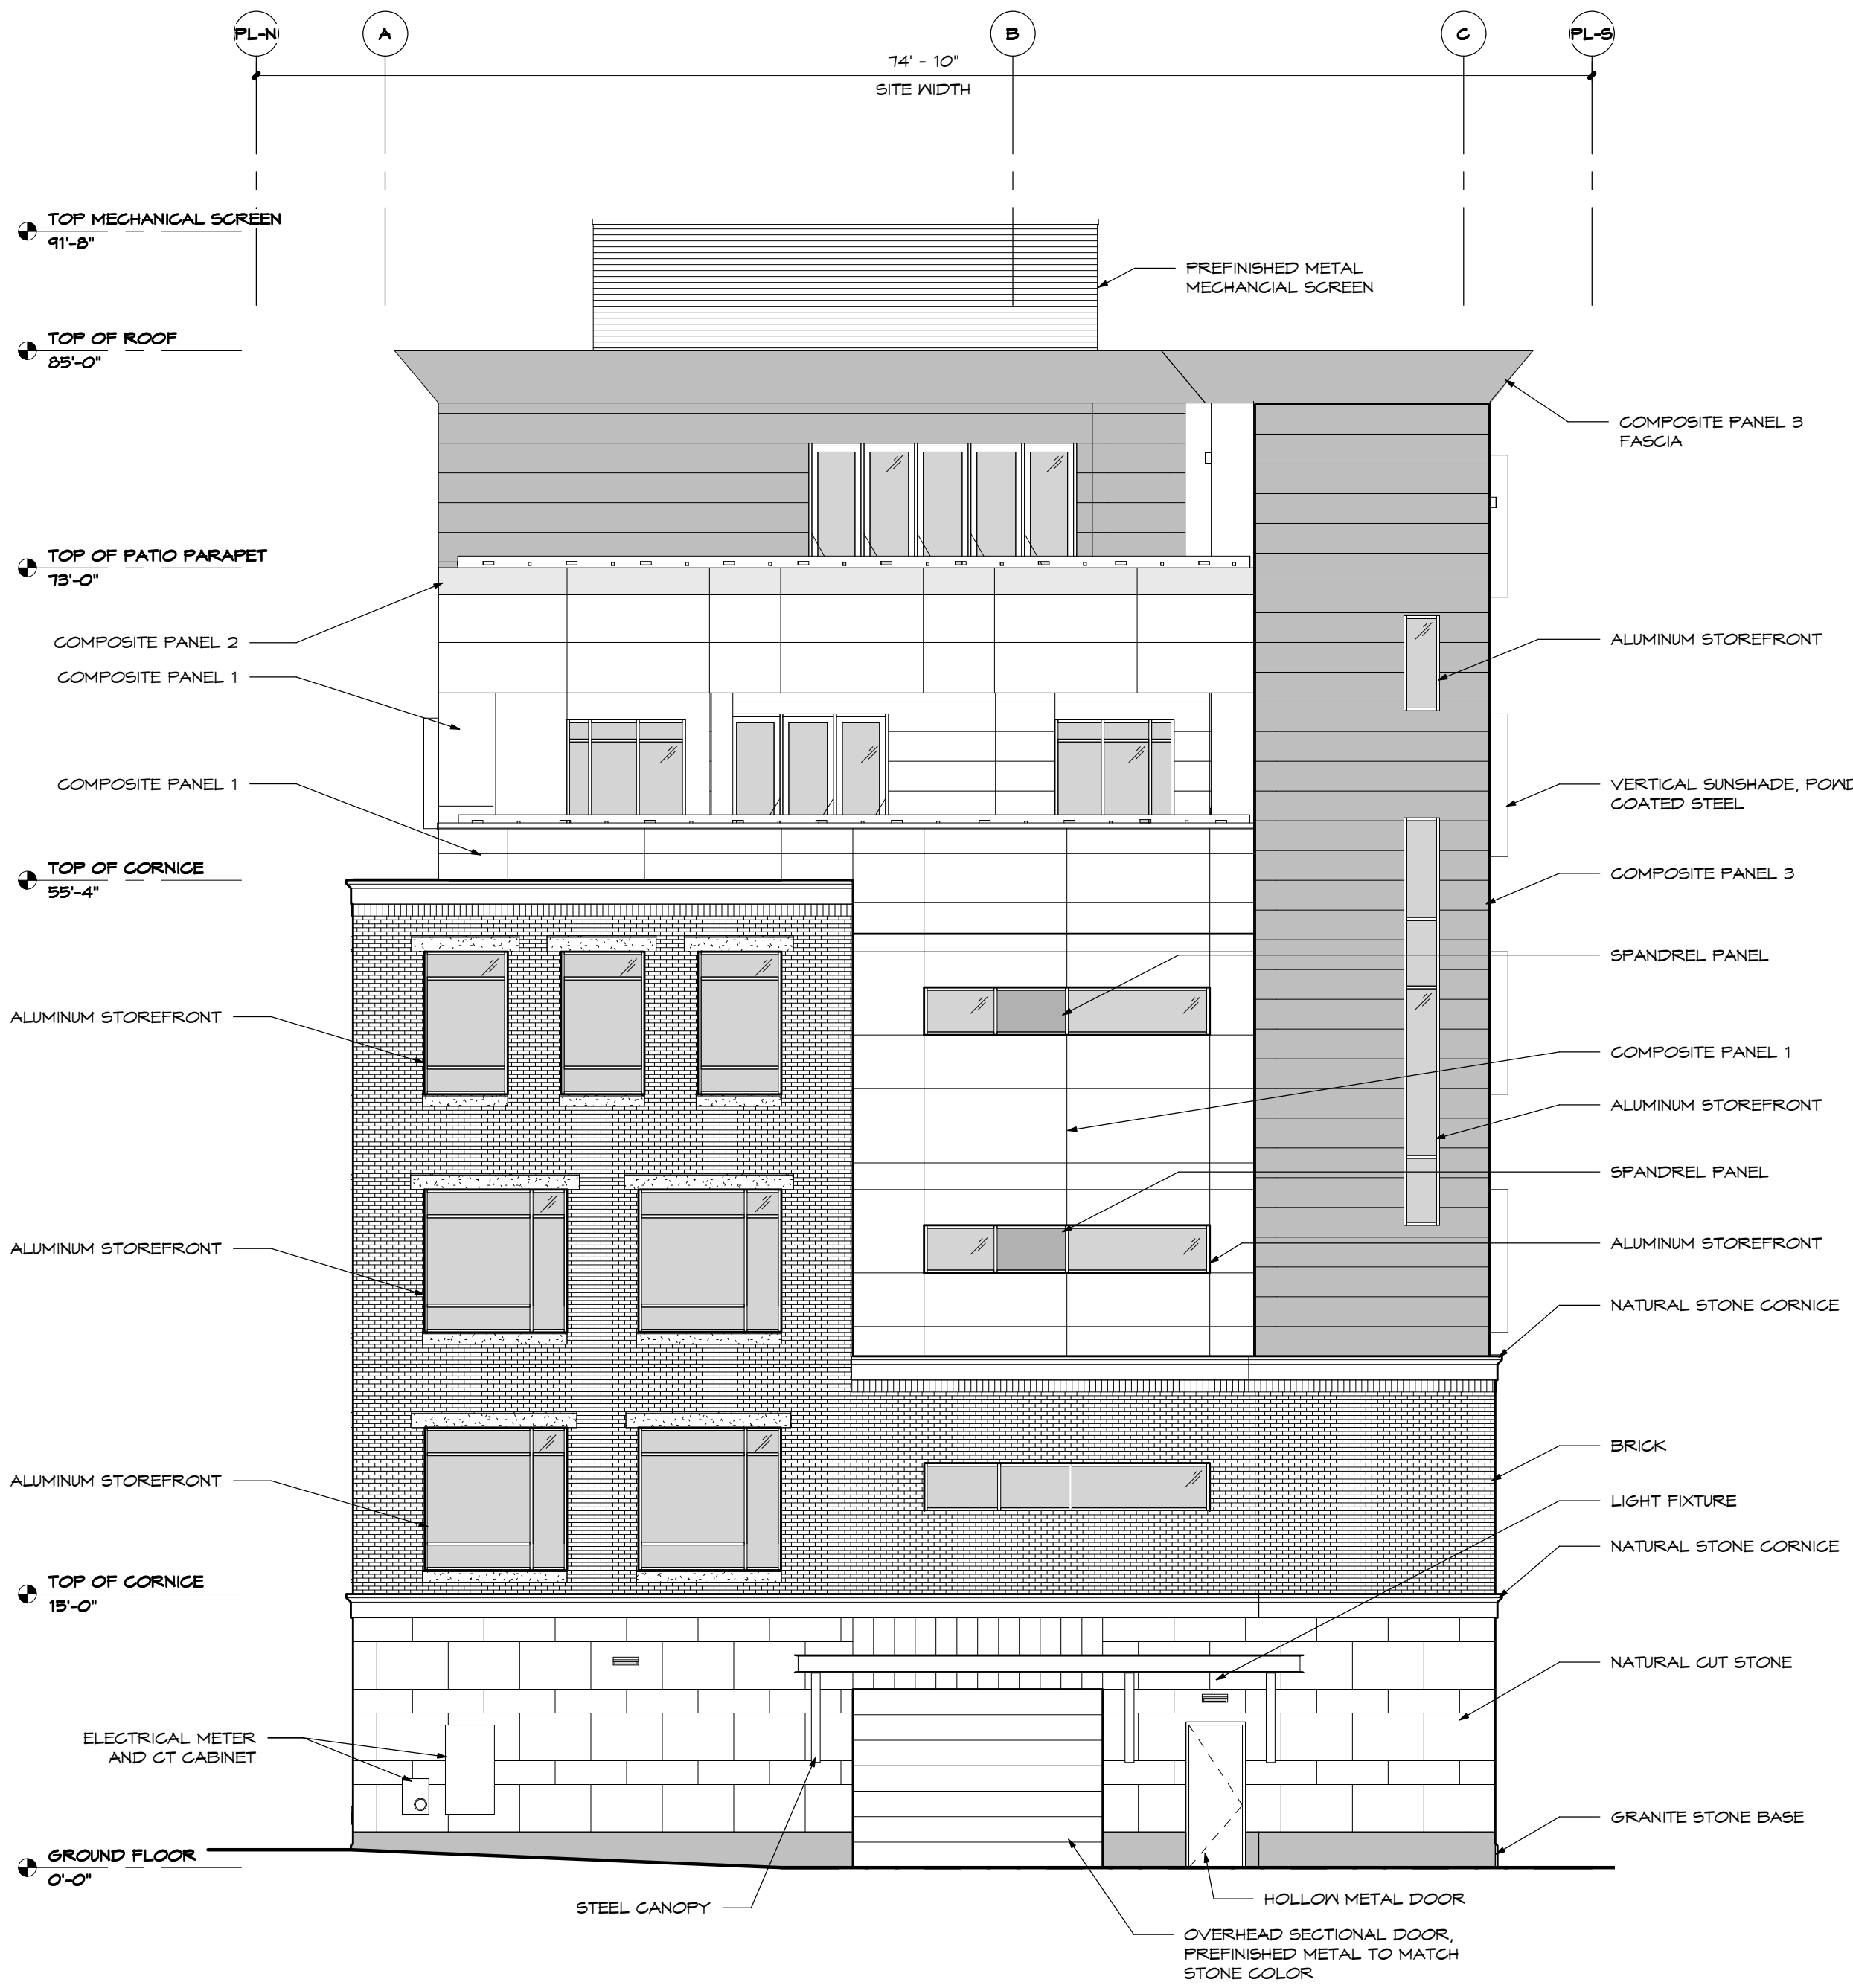 PL-N
A
B
C
PL-S
74' - 10"
SITE WIDTH
TOP MECHANICAL SCREEN
91'-8"
PREFINISHED METAL
MECHANCIAL SCREEN
TOP OF ROOF
85'-0"
COMPOSITE PANEL 3
FASCIA
TOP OF PATIO PARAPET
73'-0"
COMPOSITE PANEL 2
ALUMINUM STOREFRONT
COMPOSITE PANEL 1
COMPOSITE PANEL 1
VERTICAL SUNSHADE, POWD
COATED STEEL
TOP OF CORNICE
55'-4"
COMPOSITE PANEL 3
SPANDREL PANEL
ALUMINUM STOREFRONT
COMPOSITE PANEL 1
ALUMINUM STOREFRONT
SPANDREL PANEL
ALUMINUM STOREFRONT
ALUMINUM STOREFRONT
NATURAL STONE CORNICE
BRICK
ALUMINUM STOREFRONT
LIGHT FIXTURE
NATURAL STONE CORNICE
TOP OF CORNICE
15'-0"
NATURAL CUT STONE
ELECTRICAL METER
AND CT CABINET
GRANITE STONE BASE
GROUND FLOOR
0'-0"
STEEL CANOPY
HOLLOW METAL DOOR
OVERHEAD SECTIONAL DOOR,
PREFINISHED METAL TO MATCH
STONE COLOR